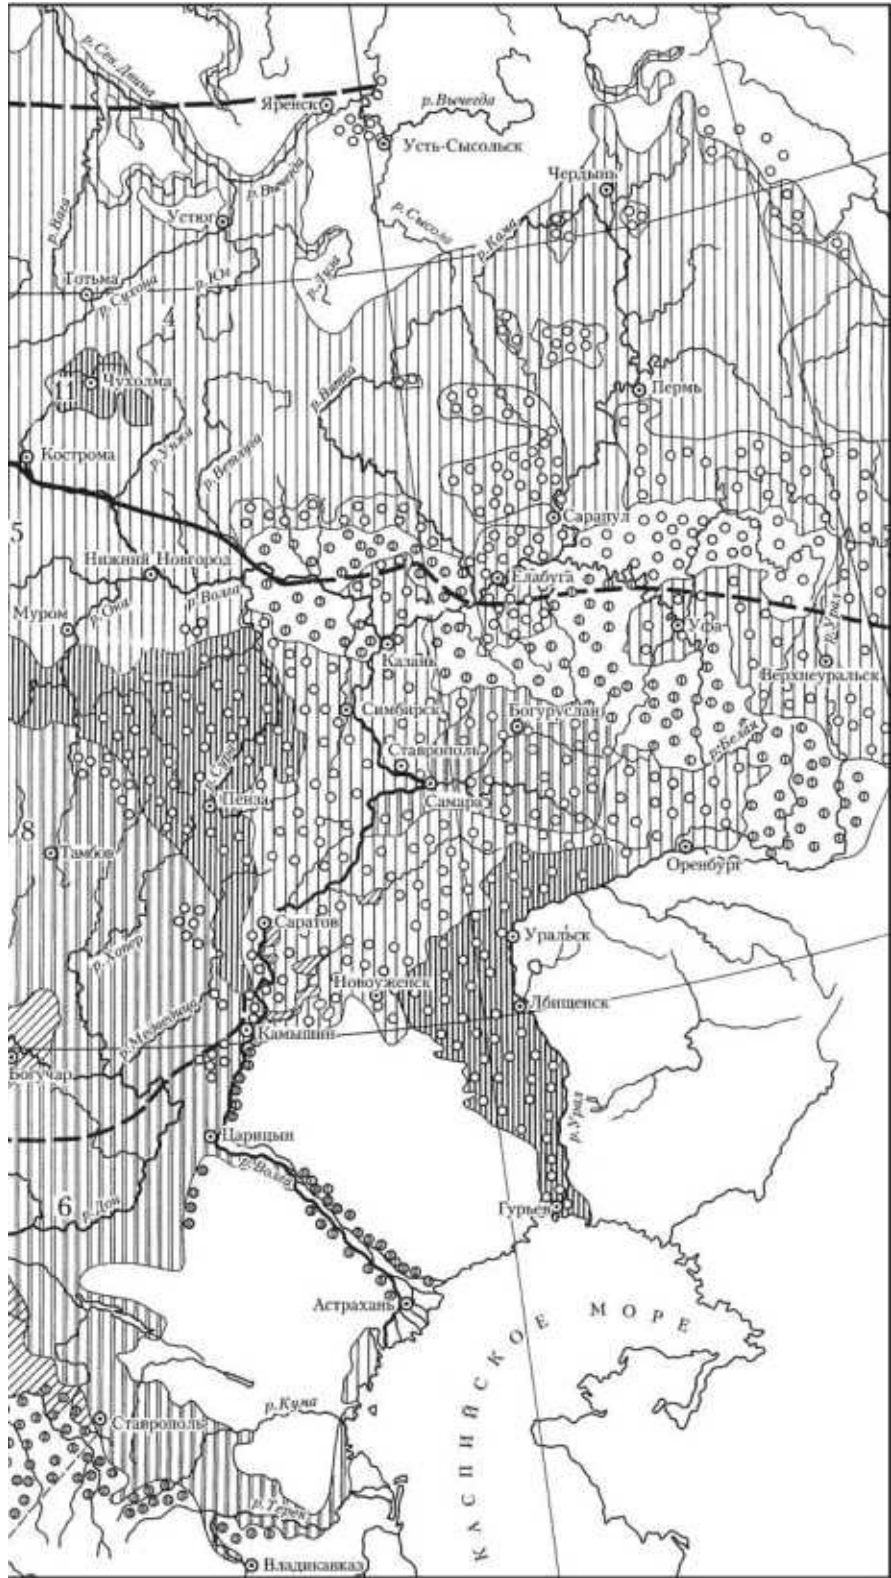 р. Сев. Двина
Яренск
р. Вычегда
Усть-Сысольск
р. Вычегда
Чердынь
р. Вага
Устюг
р. Сысола
р. Кама
р. Луза
Тотьма
р. Сухона
р. Юг
4
11
Чухолма
р. Вятка
Пермь
Кострома
р. Унжа
р. Ветлуга
Сарапул
5
Нижний Новгород
Елабуга
р. Волга
р. Ока
Муром
р. Урал
Уфа
Казань
Верхнеуральск
Симбирск
Богуруслан
р. Белая
Ставрополь
р. Сура
Самара
Пенза
8
Тамбов
Оренбург
Саратов
Уральск
р. Хопер
Новоуженск
Лбищенск
р. Медведица
Камышин
Богучар
р. Урал
Царицын
р. Волга
6
р. Дон
Гурьев
Астрахань
КАСПИЙСКОЕ МОРЕ
р. Кума
Ставрополь
р. Терек
Владикавказ